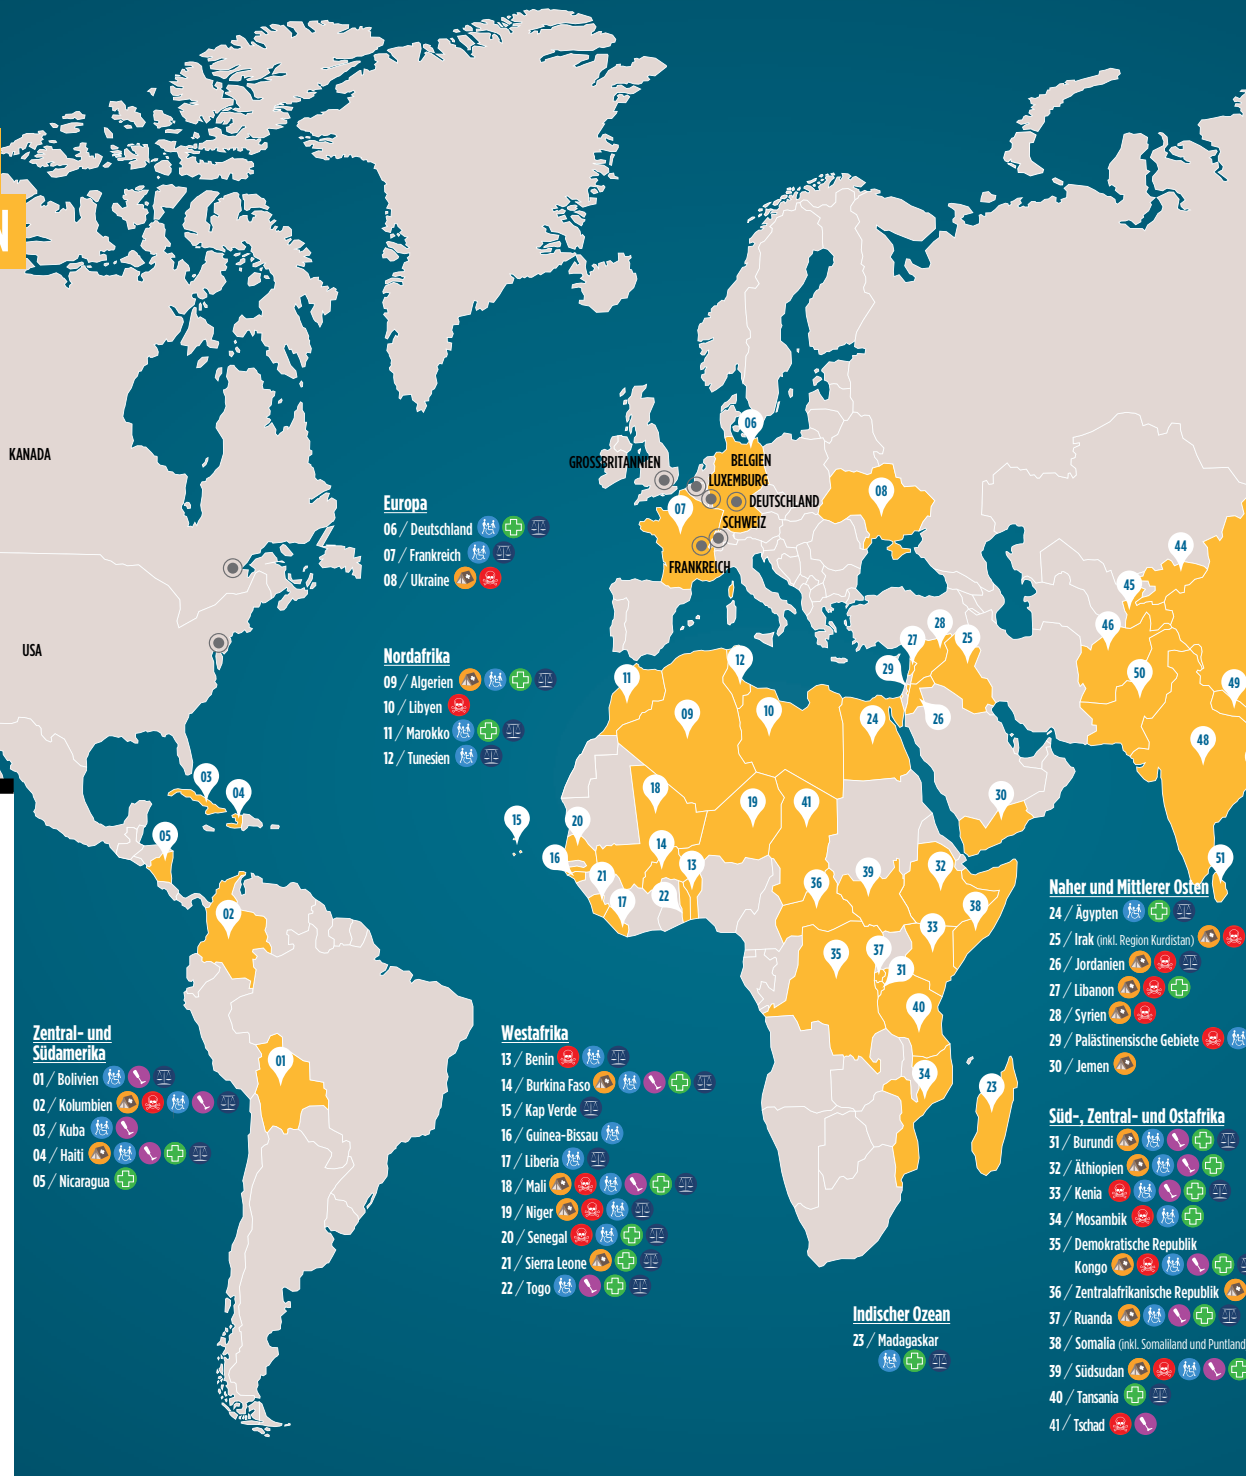 N
KANADA
USA
GROSSBRITANNIEN
BELGIEN
LUXEMBURG
DEUTSCHLAND
SCHWEIZ
FRANKREICH
Europa
06 / Deutschland
07 / Frankreich
08 / Ukraine
Nordafrika
09 / Algerien
10 / Libyen
11 / Marokko
12 / Tunesien
06
07
08
44
45
46
50
49
48
51
27
28
25
29
26
24
30
11
12
09
10
18
19
41
15
20
16
14
13
21
17
22
36
39
32
38
33
35
37
31
40
34
23
03
04
05
02
01
Zentral- und
Südamerika
01 / Bolivien
02 / Kolumbien
03 / Kuba
04 / Haiti
05 / Nicaragua
Westafrika
13 / Benin
14 / Burkina Faso
15 / Kap Verde
16 / Guinea-Bissau
17 / Liberia
18 / Mali
19 / Niger
20 / Senegal
21 / Sierra Leone
22 / Togo
Indischer Ozean
23 / Madagaskar
Naher und Mittlerer Osten
24 / Ägypten
25 / Irak (inkl. Region Kurdistan)
26 / Jordanien
27 / Libanon
28 / Syrien
29 / Palästinensische Gebiete
30 / Jemen
Süd-, Zentral- und Ostafrika
31 / Burundi
32 / Äthiopien
33 / Kenia
34 / Mosambik
35 / Demokratische Republik
Kongo
36 / Zentralafrikanische Republik
37 / Ruanda
38 / Somalia (inkl. Somaliland und Puntland
39 / Südsudan
40 / Tansania
41 / Tschad